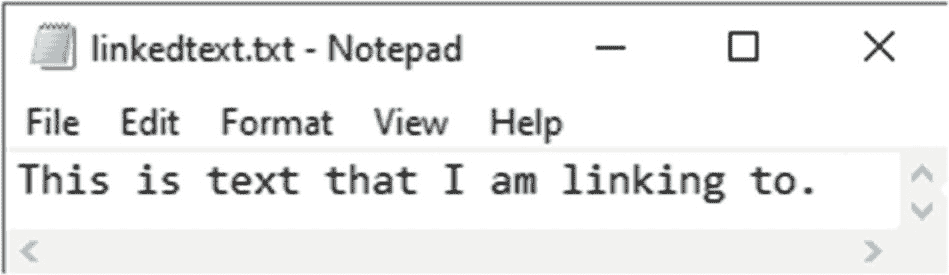 linkedtext.txt - Notepad
File Edit Format View Help
This is text that I am linking to.